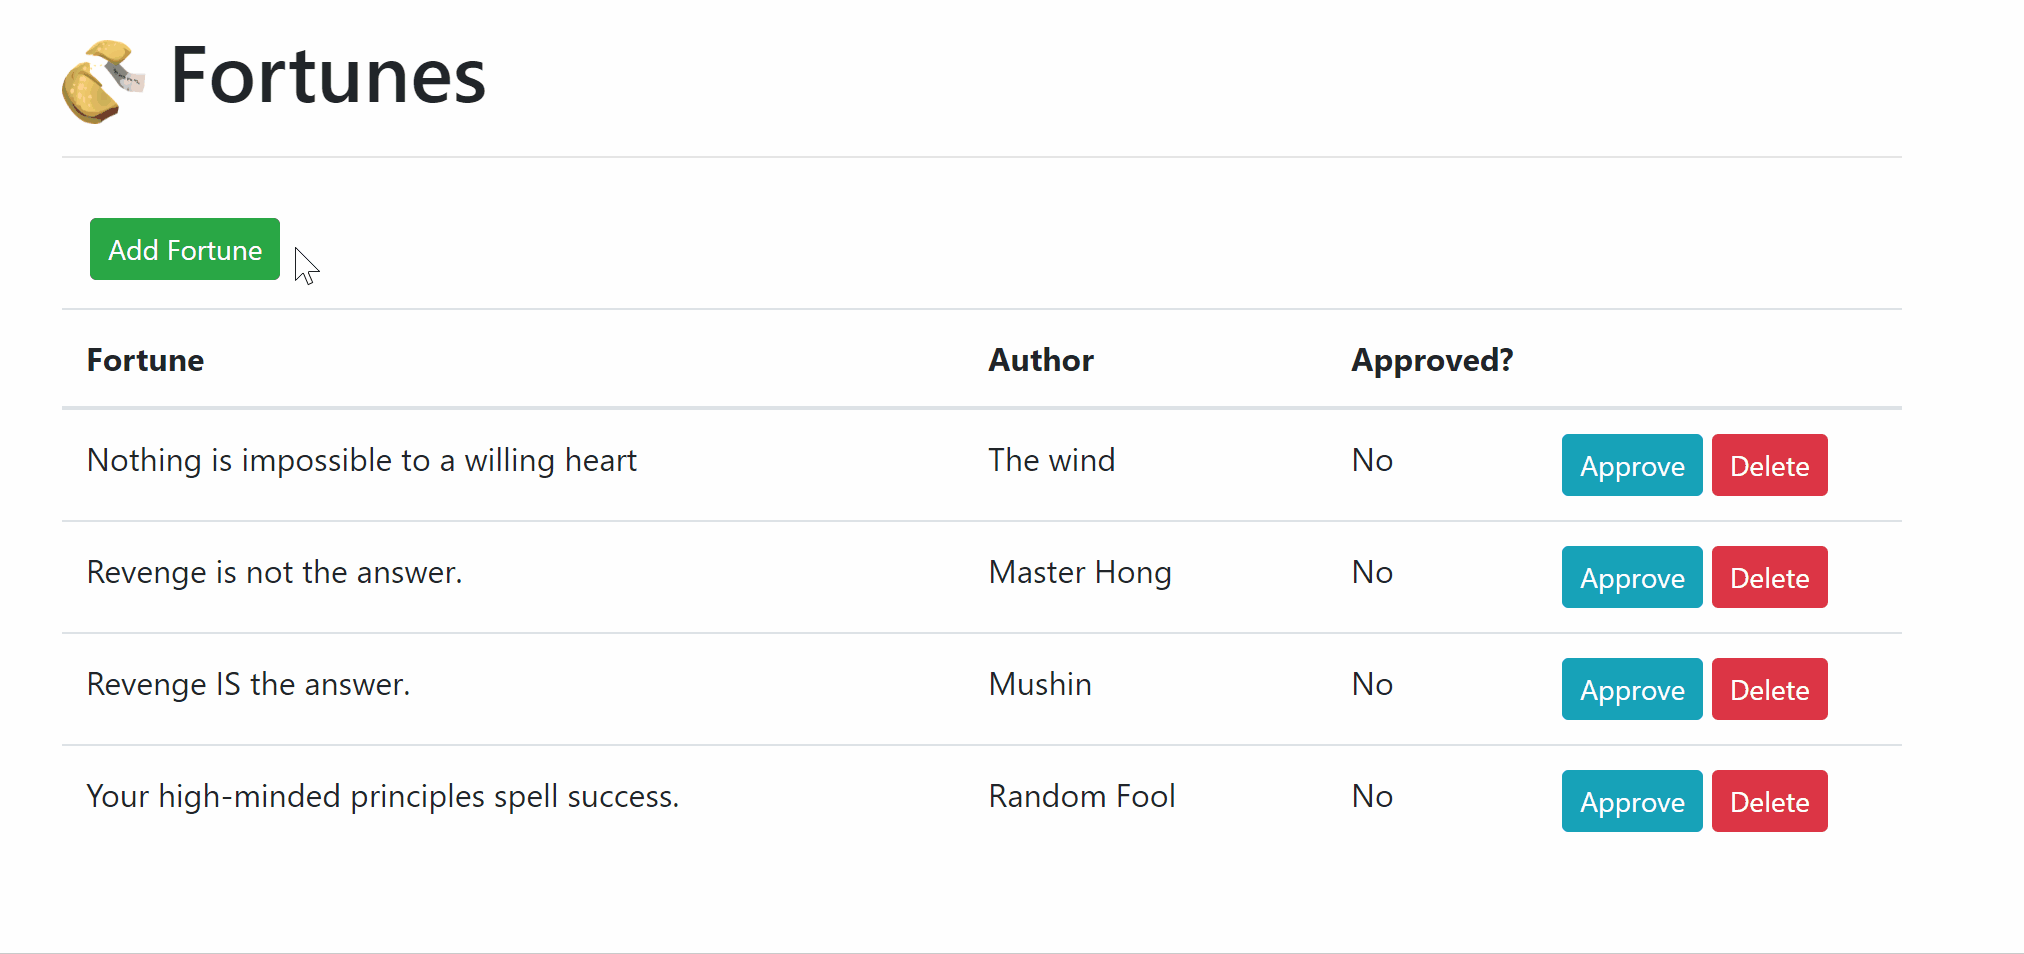 Fortunes
Add Fortune
Fortune Author Approved?
Nothing is impossible to a willing heart The wind No Approve Delete
Revenge is not the answer. Master Hong No Approve Delete
Revenge IS the answer. Mushin No Approve Delete
Your high-minded principles spell success. Random Fool No Approve Delete